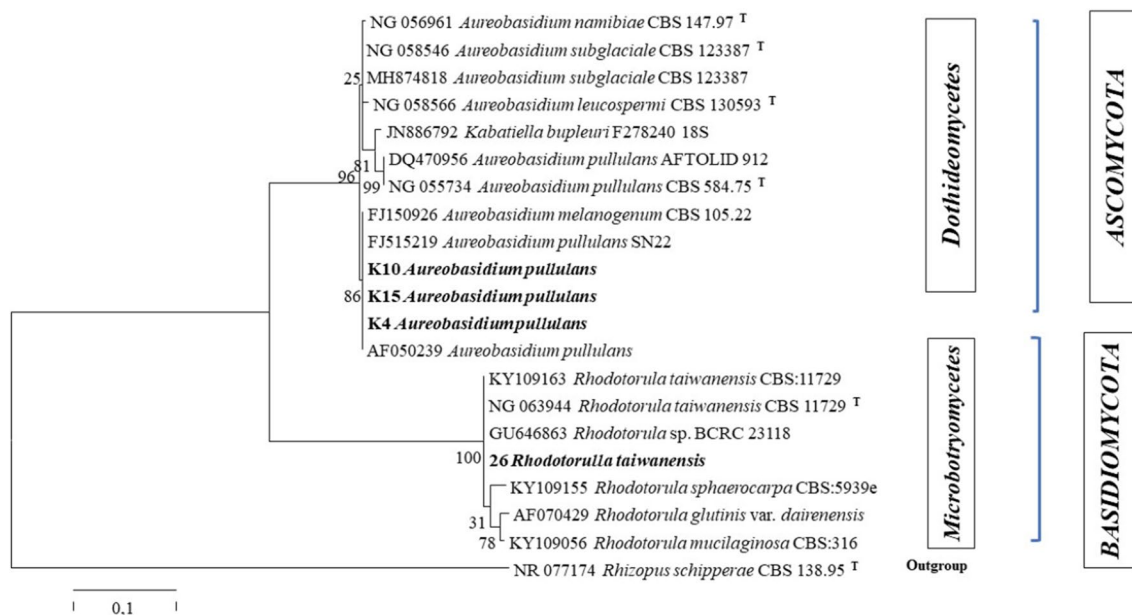 NG 056961 Aureobasidium namibiae CBS 147.97 T
NG 058546 Aureobasidium subglaciale CBS 123387 T
25
MH874818 Aureobasidium subglaciale CBS 123387
NG 058566 Aureobasidium leucospermi CBS 130593 T
JN886792 Kabatiella bupleuri F278240 18S
81
DQ470956 Aureobasidium pullulans AFTOLID 912
96
99
NG 055734 Aureobasidium pullulans CBS 584.75 T
FJ150926 Aureobasidium melanogenum CBS 105.22
FJ515219 Aureobasidium pullulans SN22
K10 Aureobasidium pullulans
86
K15 Aureobasidium pullulans
K4 Aureobasidium pullulans
AF050239 Aureobasidium pullulans
Dothideomycetes
ASCOMYCOTA
KY109163 Rhodotorula taiwanensis CBS:11729
NG 063944 Rhodotorula taiwanensis CBS 11729 T
GU646863 Rhodotorula sp. BCRC 23118
100
26 Rhodotorulla taiwanensis
KY109155 Rhodotorula sphaerocarpa CBS:5939e
31
AF070429 Rhodotorula glutinis var. dairenensis
78
KY109056 Rhodotorula mucilaginosa CBS:316
Microbotryomycetes
BASIDIOMYCOTA
NR 077174 Rhizopus schipperae CBS 138.95 T
Outgroup
0,1